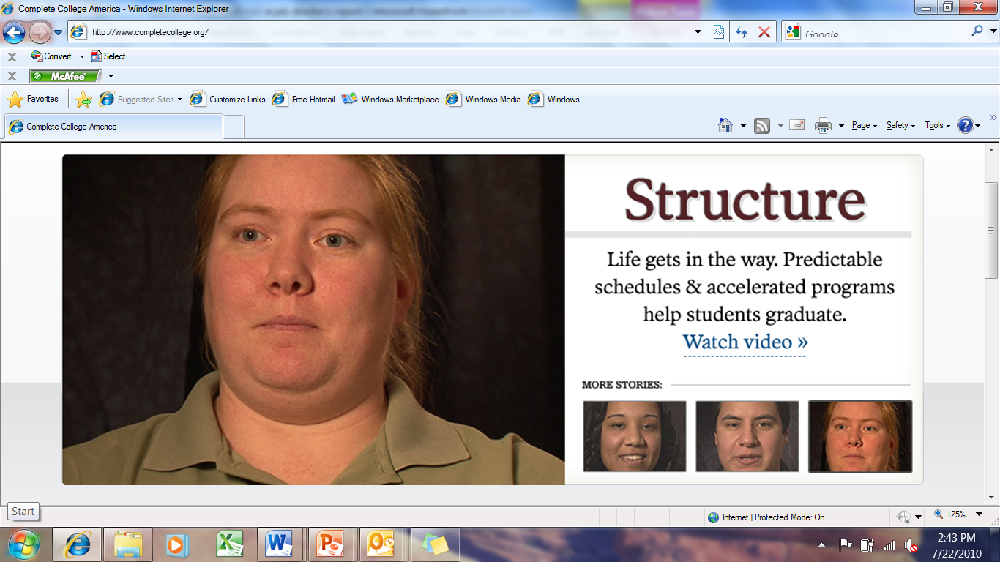 Complete College America - Windows Internet Explorer
http://www.completecollege.org/
Google
x Convert Select
x McAfee
Favorites Suggested Sites Customize Links Free Hotmail Windows Marketplace Windows Media Windows
Complete College America
Page Safety Tools »
Structure
Life gets in the way. Predictable
schedules & accelerated programs
help students graduate.
Watch video »
MORE STORIES:
Start
Internet | Protected Mode: On
125%
2:43 PM
7/22/2010